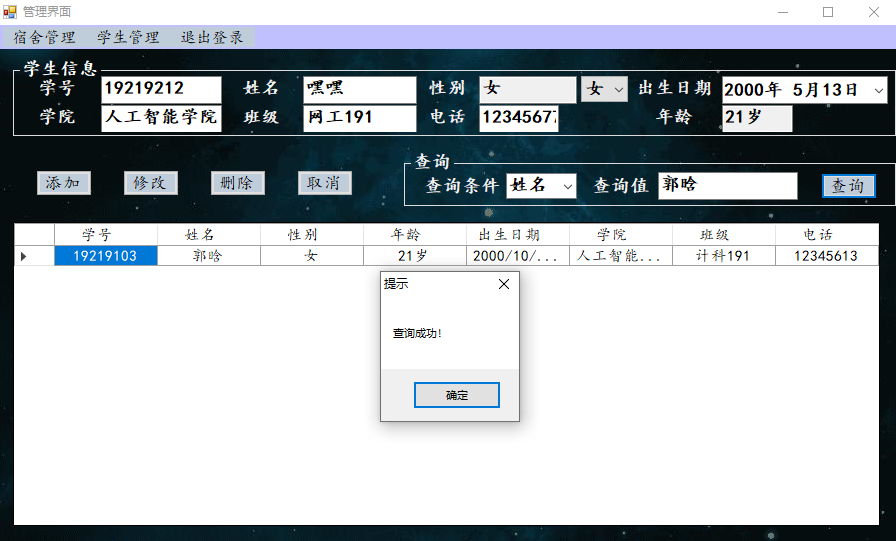 管理界面
宿舍管理 学生管理 退出登录
学生信息
学号 19219212 姓名 嘿嘿 性别 女 女 出生日期 2000年 5月13日
学院 人工智能学院 班级 网工191 电话 1234567 年龄 21岁
添加 修改 删除 取消
查询
查询条件 姓名 查询值 郭晗 查询
学号 姓名 性别 年龄 出生日期 学院 班级 电话
19219103 郭晗 女 21岁 2000/10/... 人工智能... 计科191 12345613
提示
查询成功!
确定